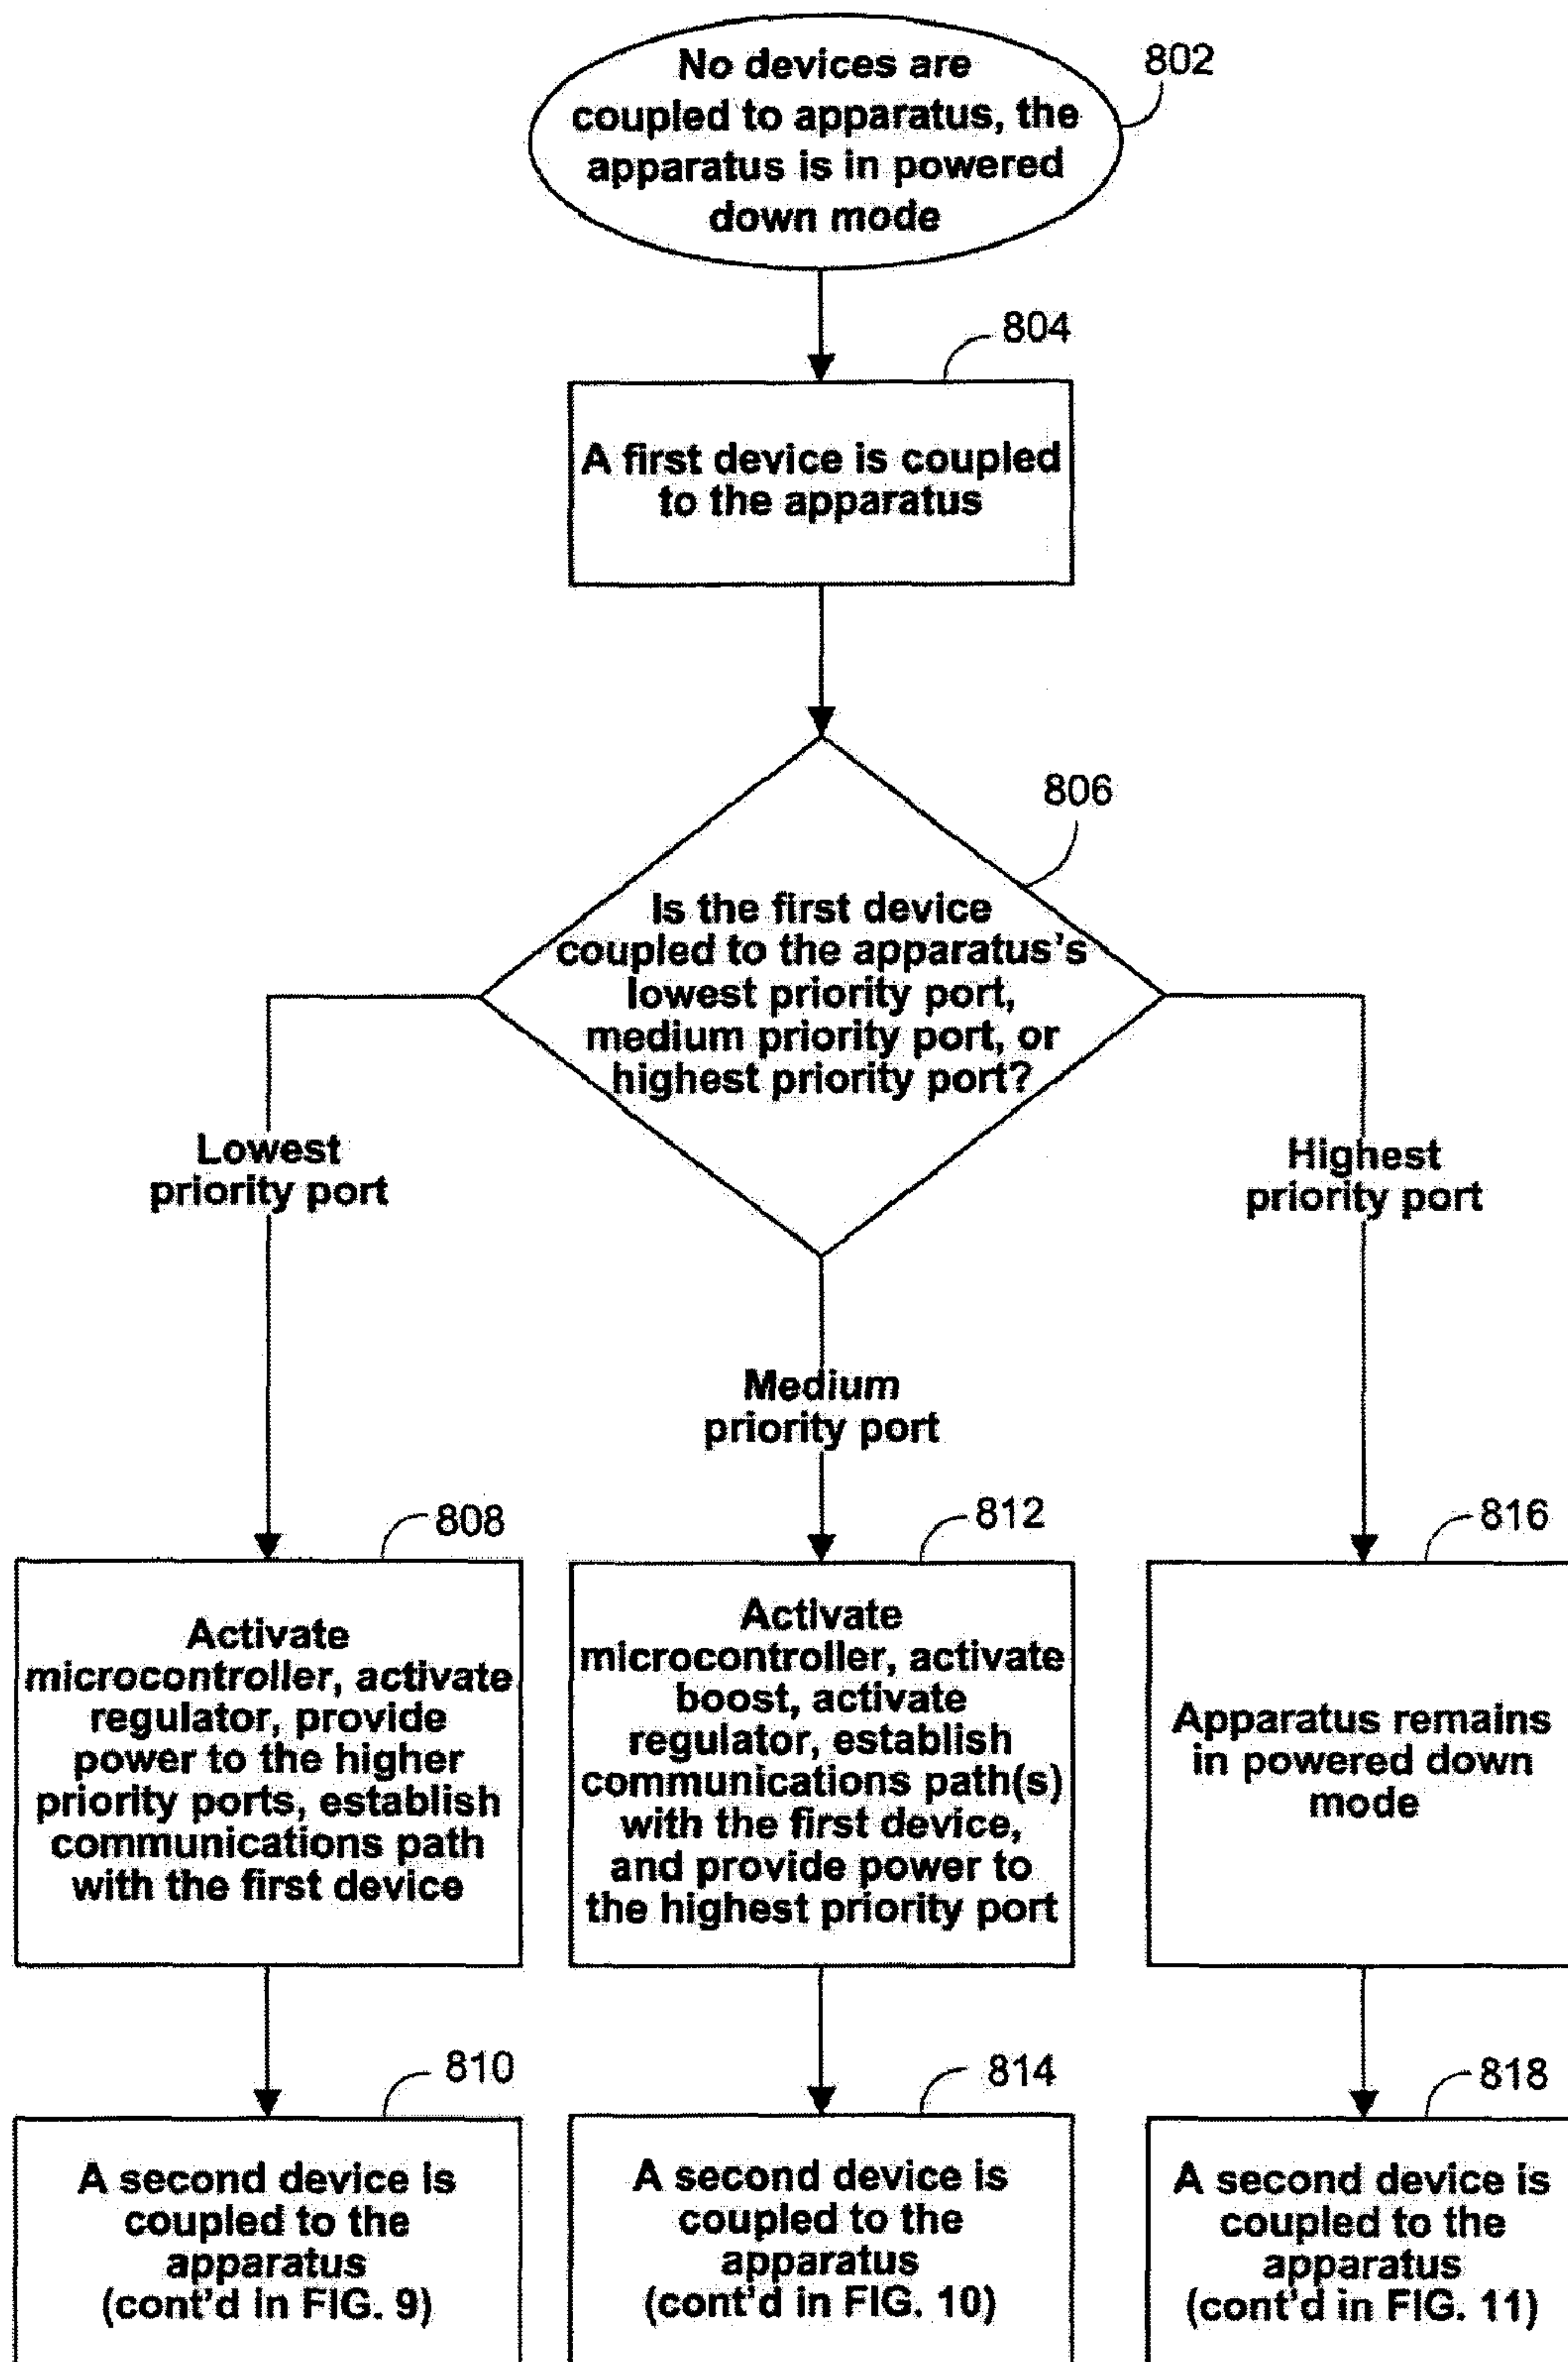 No devices are
coupled to apparatus, the
apparatus is in powered
down mode
802
804
A first device is coupled
to the apparatus
806
Is the first device
coupled to the apparatus's
lowest priority port,
medium priority port, or
highest priority port?
Lowest
priority port
Highest
priority port
Medium
priority port
808
Activate
microcontroller, activate
regulator, provide
power to the higher
priority ports, establish
communications path
with the first device
812
Activate
microcontroller, activate
boost, activate
regulator, establish
communications path(s)
with the first device,
and provide power to
the highest priority port
816
Apparatus remains
in powered down
mode
810
A second device is
coupled to the
apparatus
(cont'd in FIG. 9)
814
A second device is
coupled to the
apparatus
(cont'd in FIG. 10)
818
A second device is
coupled to the
apparatus
(cont'd in FIG. 11)